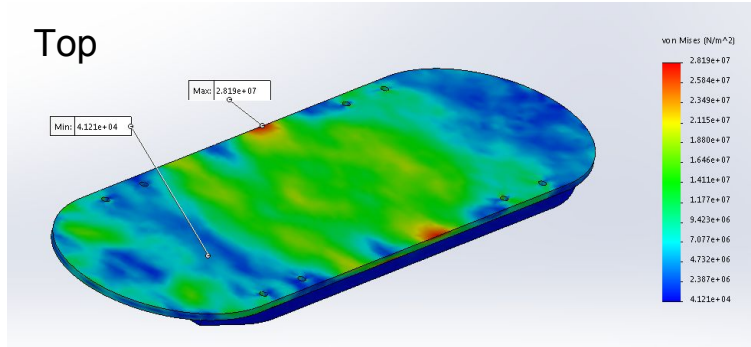 Top
von Mises (N/m^2)
Max: 2.819e+07
Min: 4.121e+04
2.819e+07
2.584e+07
2.349e+07
2.115e+07
1.880e+07
1.646e+07
1.411e+07
1.177e+07
9.423e+06
7.077e+06
4.732e+06
2.387e+06
4.121e+04